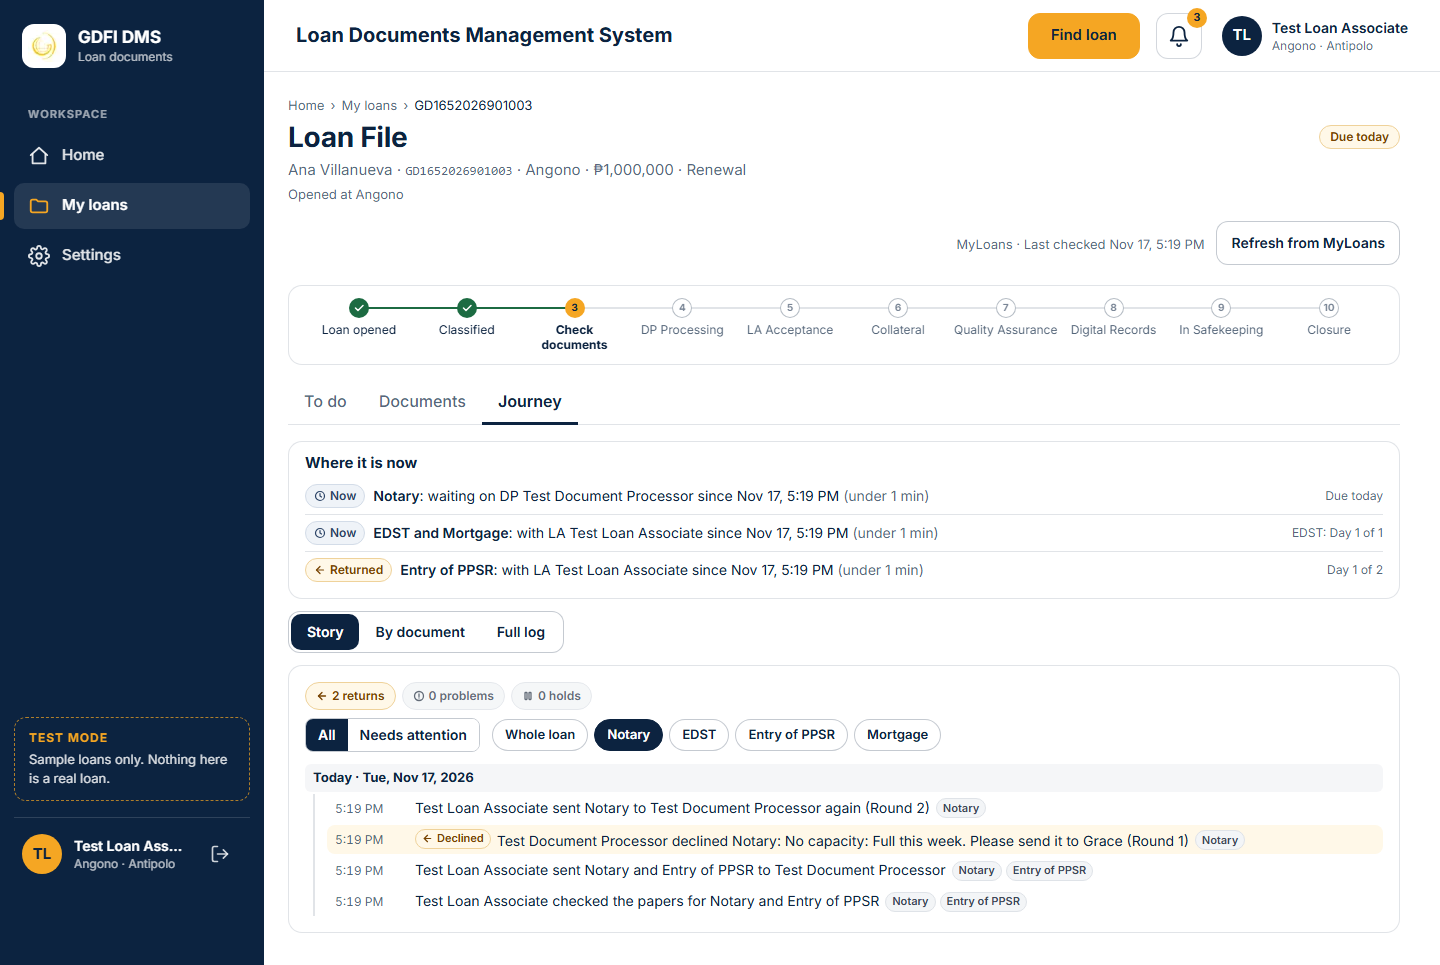 GDFI DMS
Loan documents
WORKSPACE
Home
My loans
Settings
TEST MODE
Sample loans only. Nothing here
is a real loan.
TL
Test Loan Ass...
Angono · Antipolo
Loan Documents Management System
Find loan
3
TL
Test Loan Associate
Angono · Antipolo
Home › My loans › GD1652026901003
Loan File
Due today
Ana Villanueva · GD1652026901003 · Angono · ₱1,000,000 · Renewal
Opened at Angono
MyLoans · Last checked Nov 17, 5:19 PM
Refresh from MyLoans
Loan opened
Classified
3
Check
documents
4
DP Processing
5
LA Acceptance
6
Collateral
7
Quality Assurance
8
Digital Records
9
In Safekeeping
10
Closure
To do
Documents
Journey
Where it is now
Now Notary: waiting on DP Test Document Processor since Nov 17, 5:19 PM (under 1 min) Due today
Now EDST and Mortgage: with LA Test Loan Associate since Nov 17, 5:19 PM (under 1 min) EDST: Day 1 of 1
← Returned Entry of PPSR: with LA Test Loan Associate since Nov 17, 5:19 PM (under 1 min) Day 1 of 2
Story By document Full log
← 2 returns 0 problems 0 holds
All Needs attention Whole loan Notary EDST Entry of PPSR Mortgage
Today · Tue, Nov 17, 2026
5:19 PM Test Loan Associate sent Notary to Test Document Processor again (Round 2) Notary
5:19 PM ← Declined Test Document Processor declined Notary: No capacity: Full this week. Please send it to Grace (Round 1) Notary
5:19 PM Test Loan Associate sent Notary and Entry of PPSR to Test Document Processor Notary Entry of PPSR
5:19 PM Test Loan Associate checked the papers for Notary and Entry of PPSR Notary Entry of PPSR